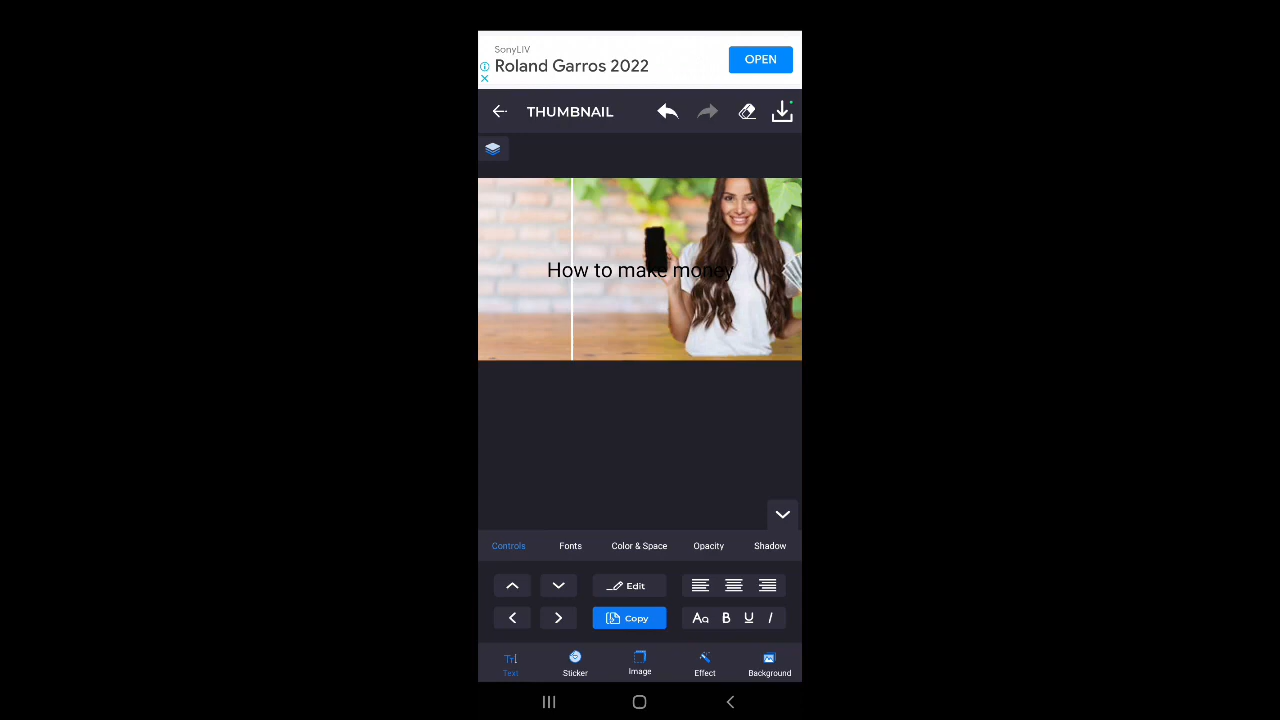 SonyLIV
Roland Garros 2022
OPEN
THUMBNAIL
How to make money
Controls
Fonts
Color & Space
Opacity
Shadow
Edit
Copy
Aa B U I
Text
Sticker
Image
Effect
Background